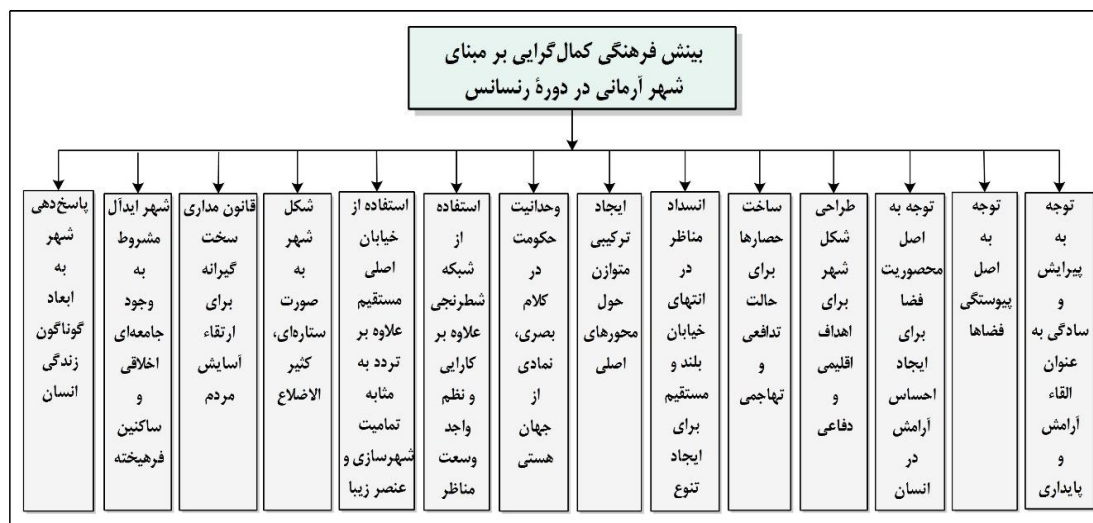 بینش فرهنگی کمال‌گرایی بر مبنای
شهر آرمانی در دورهٔ رنسانس
توجه
به
پیرایش
و
سادگی به
عنوان
القاء
آرامش
و
پایداری
توجه
به
اصل
پیوستگی
فضاها
توجه به
اصل
محصوریت
فضا
برای
ایجاد
احساس
آرامش
در
انسان
طراحی
شکل
شهر
برای
اهداف
اقلیمی
و
دفاعی
ساخت
حصارها
برای
حالت
تدافعی
و
تهاجمی
انسداد
مناظر
در
انتهای
خیابان
بلند و
مستقیم
برای
ایجاد
تنوع
ایجاد
ترکیبی
متوازن
حول
محورهای
اصلی
وحدانیت
حکومت
در
کلام
بصری،
نمادی
از
جهان
هستی
استفاده
از
شبکه
شطرنجی
علاوه بر
کارایی
و نظم
واجد
وسعت
مناظر
استفاده از
خیابان
اصلی
مستقیم
علاوه بر
تردد به
مثابه
تمامیت
شهرسازی و
عنصر زیبا
شکل
شهر
به
صورت
ستاره‌ای،
کثیر
الاضلاع
قانون مداری
سخت
گیرانه
برای
ارتقاء
آسایش
مردم
شهر ایدآل
مشروط
به
وجود
جامعه‌ای
اخلاقی
و
ساکنین
فرهیخته
پاسخ‌دهی
شهر
به
ابعاد
گوناگون
زندگی
انسان